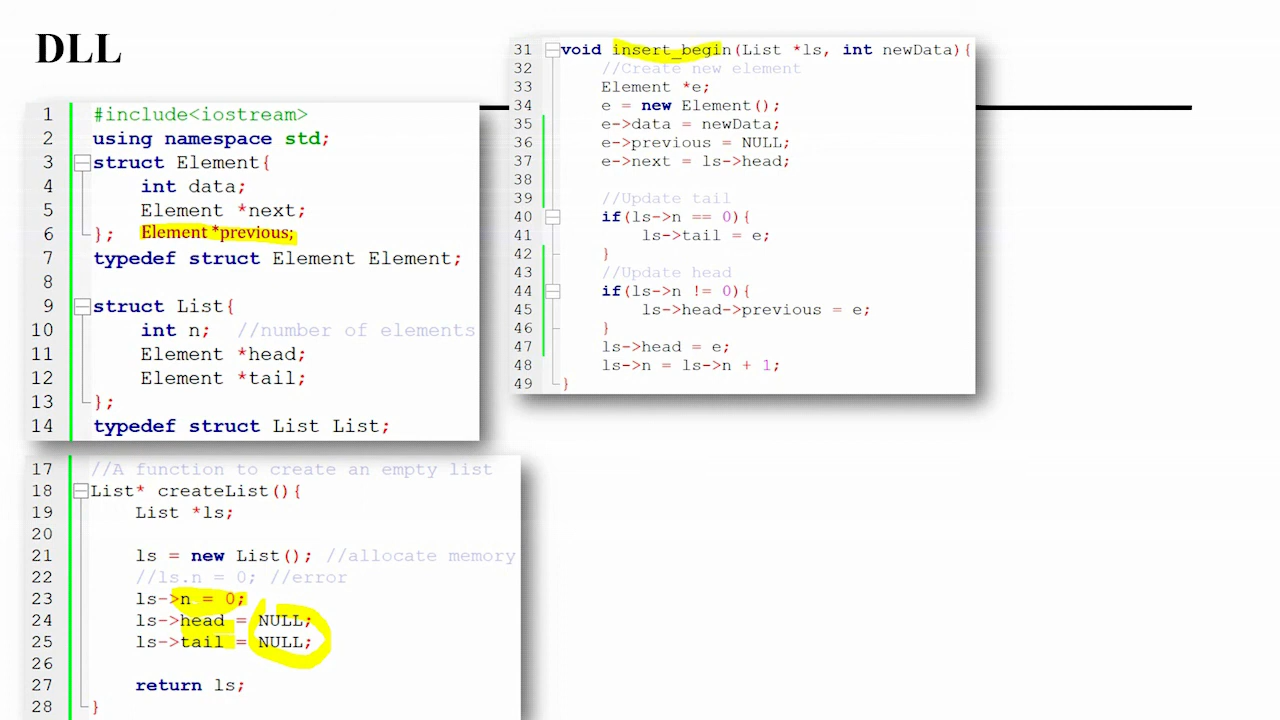 DLL
1 #include<iostream>
2 using namespace std;
3 struct Element{
4 int data;
5 Element *next;
6 }; Element *previous;
7 typedef struct Element Element;
8
9 struct List{
10 int n; //number of elements
11 Element *head;
12 Element *tail;
13 };
14 typedef struct List List;
17 //A function to create an empty list
18 List* createList(){
19 List *ls;
20
21 ls = new List(); //allocate memory
22 //ls.n = 0; //error
23 ls->n = 0;
24 ls->head = NULL;
25 ls->tail = NULL;
26
27 return ls;
28 }
31 void insert_begin(List *ls, int newData){
32 //Create new element
33 Element *e;
34 e = new Element();
35 e->data = newData;
36 e->previous = NULL;
37 e->next = ls->head;
38
39 //Update tail
40 if(ls->n == 0){
41 ls->tail = e;
42 }
43 //Update head
44 if(ls->n != 0){
45 ls->head->previous = e;
46 }
47 ls->head = e;
48 ls->n = ls->n + 1;
49 }